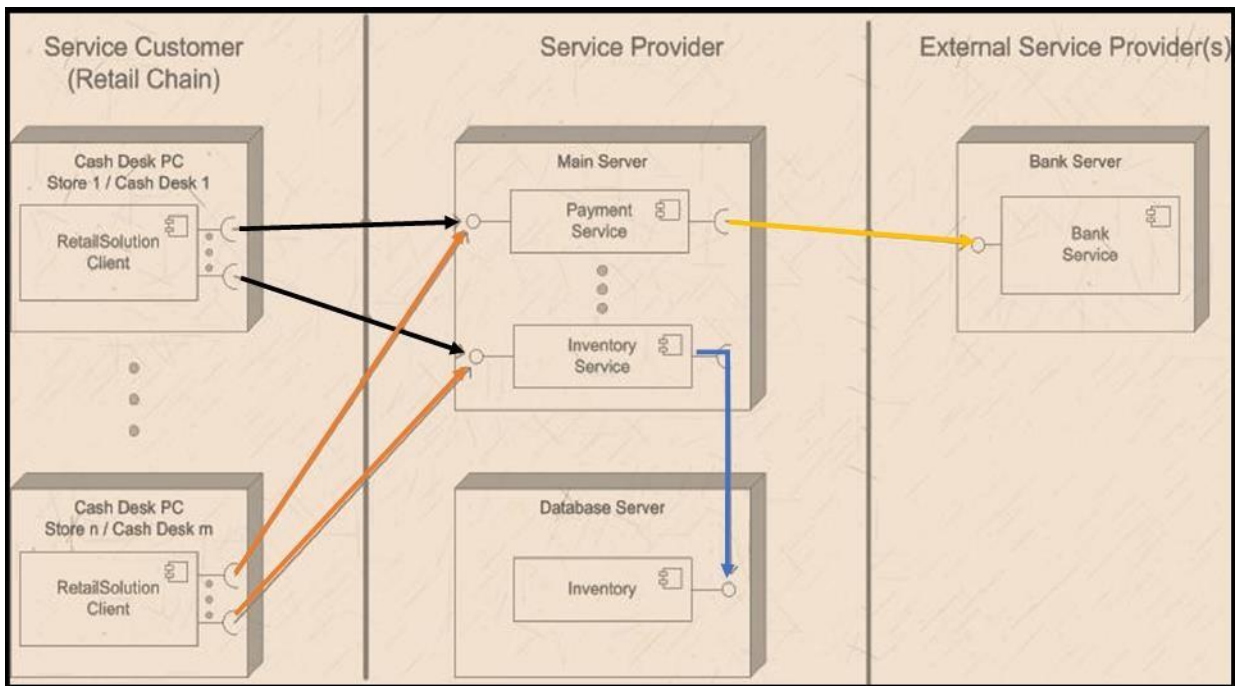 Service Customer
(Retail Chain)
Service Provider
External Service Provider(s)
Cash Desk PC
Store 1 / Cash Desk 1
RetailSolution
Client
Main Server
Payment
Service
Inventory
Service
Bank Server
Bank
Service
Cash Desk PC
Store n / Cash Desk m
RetailSolution
Client
Database Server
Inventory